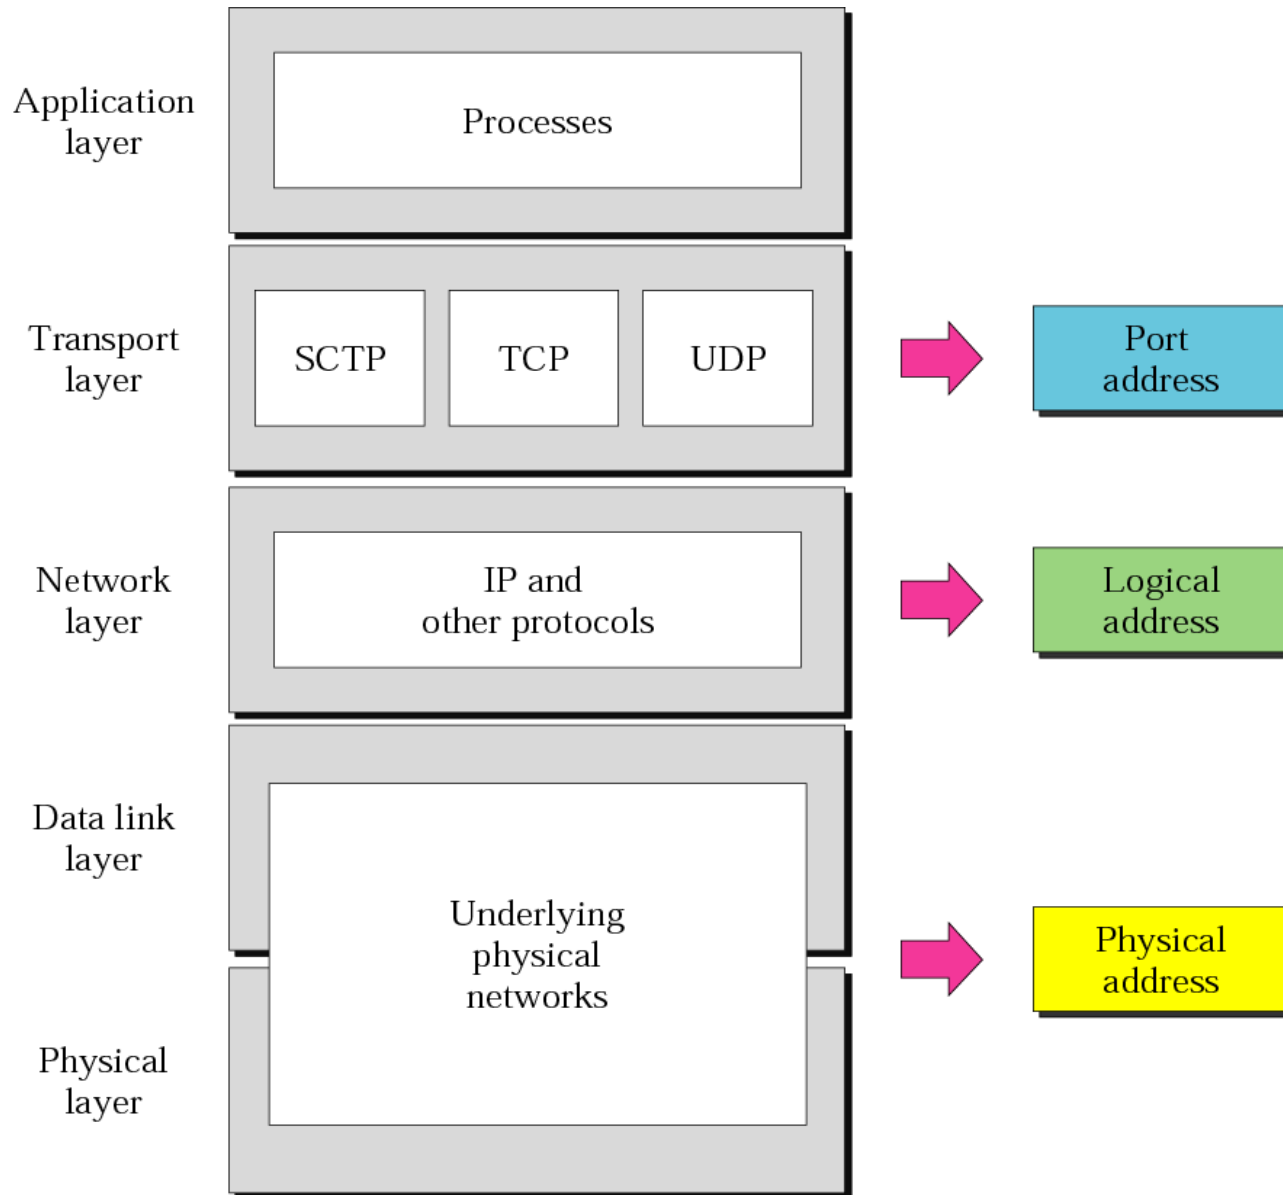 Application
layer
Processes
Transport
layer
SCTP
TCP
UDP
Port
address
Network
layer
IP and
other protocols
Logical
address
Data link
layer
Underlying
physical
networks
Physical
address
Physical
layer